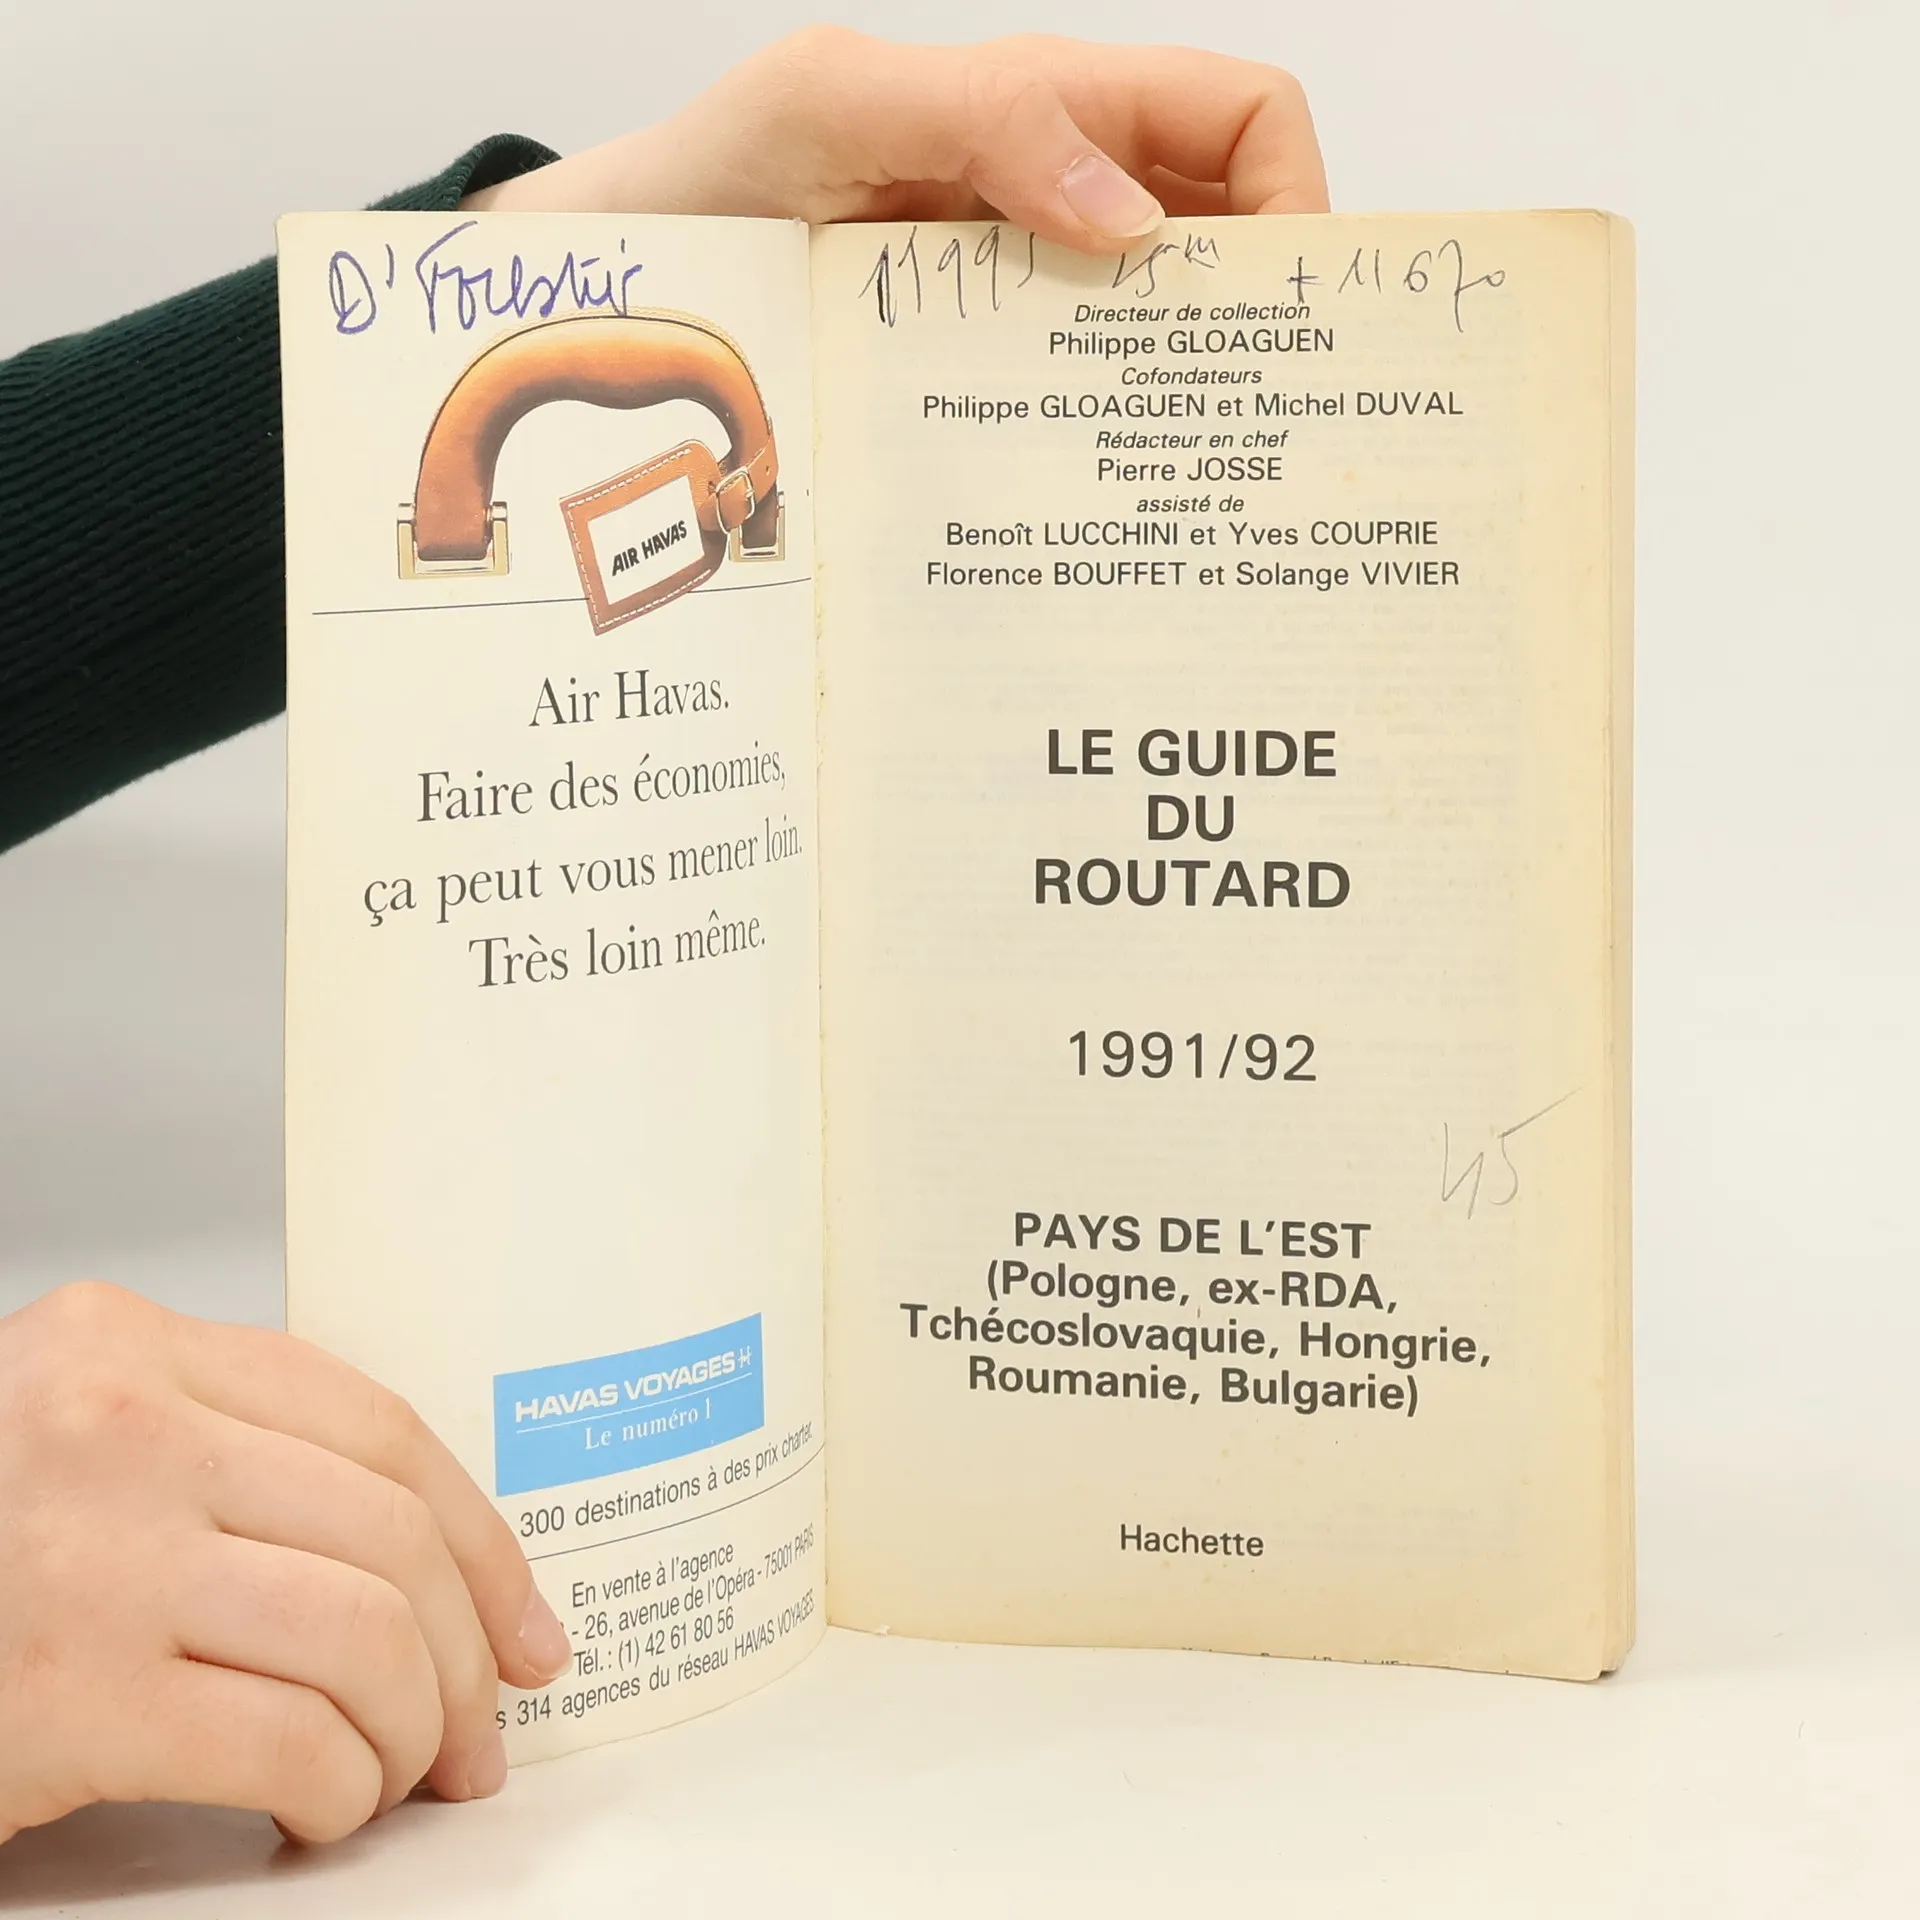 D' Forestier
AIR HAVAS
Air Havas.
Faire des économies,
ça peut vous mener loin.
Très loin même.
HAVAS VOYAGES
Le numéro 1
300 destinations à des prix charter.
En vente à l'agence
- 26, avenue de l'Opéra - 75001 PARIS
Tél.: (1) 42 61 80 56
s 314 agences du réseau HAVAS VOYAGES
+ 11 670
Directeur de collection
Philippe GLOAGUEN
Cofondateurs
Philippe GLOAGUEN et Michel DUVAL
Rédacteur en chef
Pierre JOSSE
assisté de
Benoît LUCCHINI et Yves COUPRIE
Florence BOUFFET et Solange VIVIER
LE GUIDE
DU
ROUTARD
1991/92
45
PAYS DE L'EST
(Pologne, ex-RDA,
Tchécoslovaquie, Hongrie,
Roumanie, Bulgarie)
Hachette